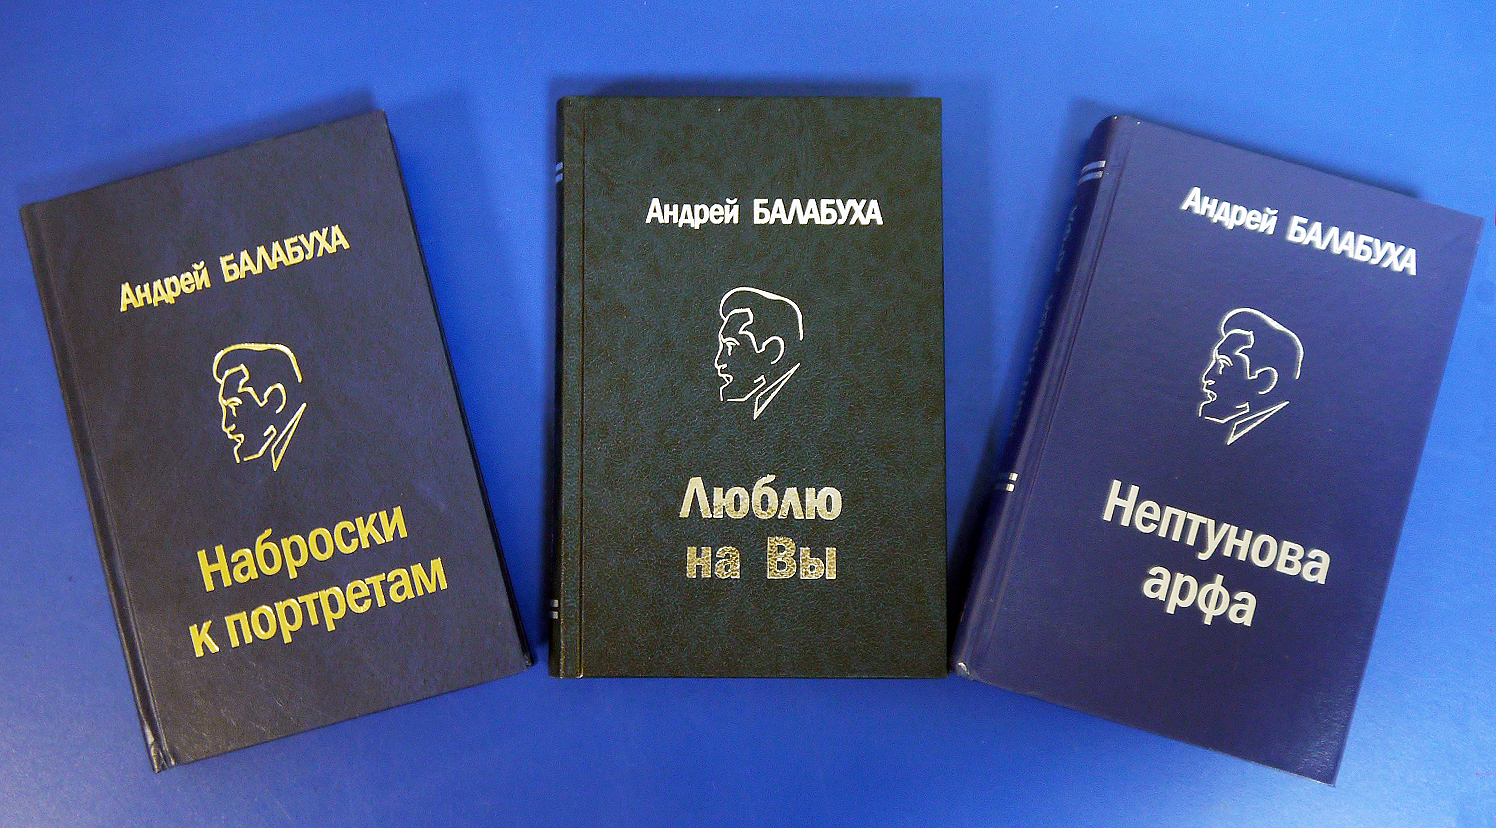 Андрей БАЛАБУХА
Наброски
к портретам
Андрей БАЛАБУХА
Люблю
на Вы
Андрей БАЛАБУХА
Нептунова
арфа